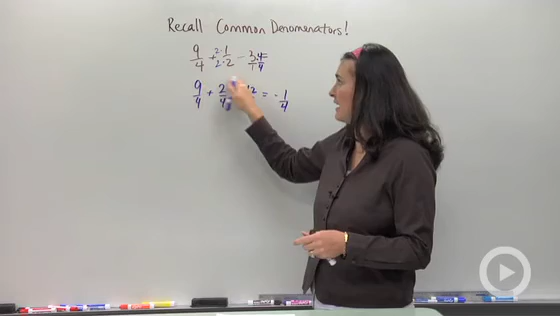 Recall Common Denomenators!
9/4 + 2·1/2·2 - 3·4/1·4 =
9/4 + 2/4 12 = -1/4